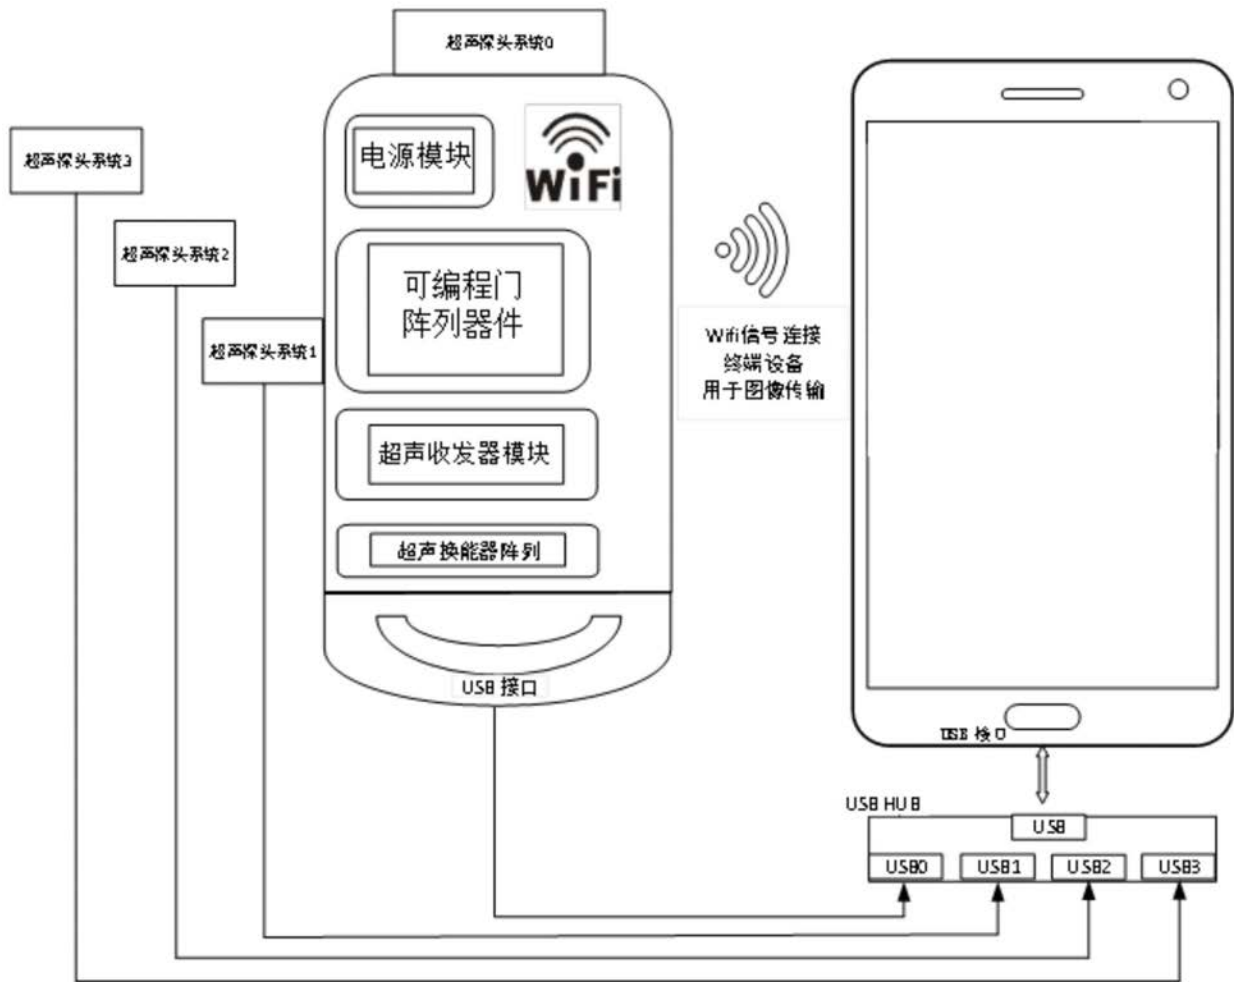 超声探头系统0
超声探头系统3
电源模块
WiFi
超声探头系统2
可编程门
阵列器件
超声探头系统1
Wifi信号连接
终端设备
用于图像传输
超声收发器模块
超声换能器阵列
USB 接口
USB 接口
USB HUB
USB
USB0
USB1
USB2
USB3